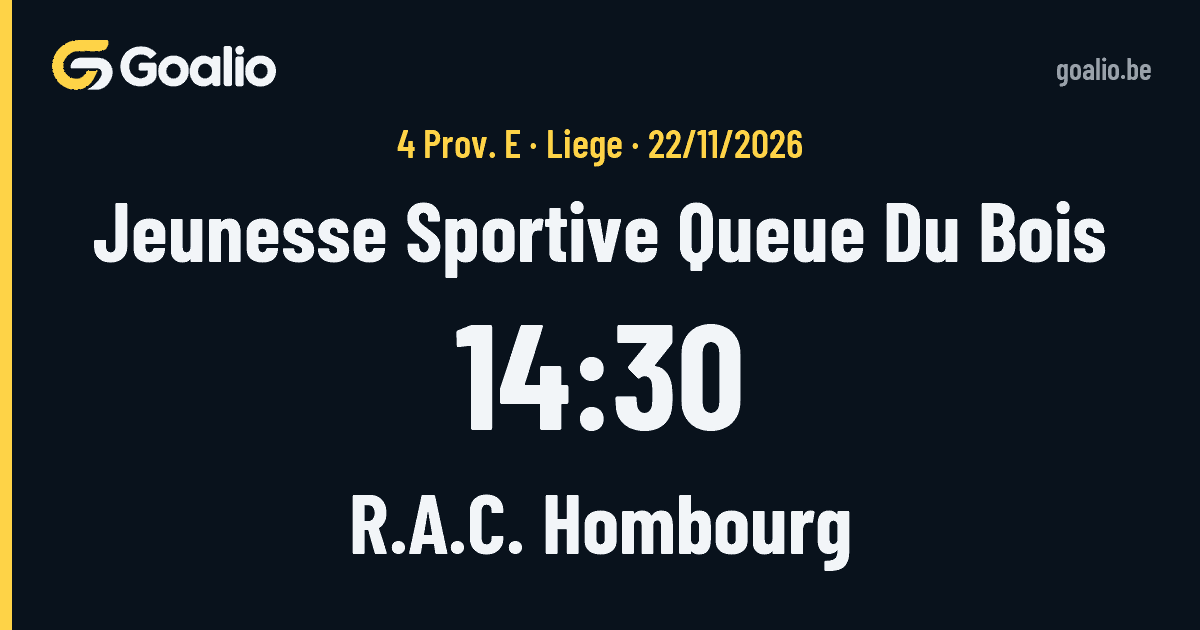 Goalio
goalio.be
4 Prov. E · Liege · 22/11/2026
Jeunesse Sportive Queue Du Bois
14:30
R.A.C. Hombourg